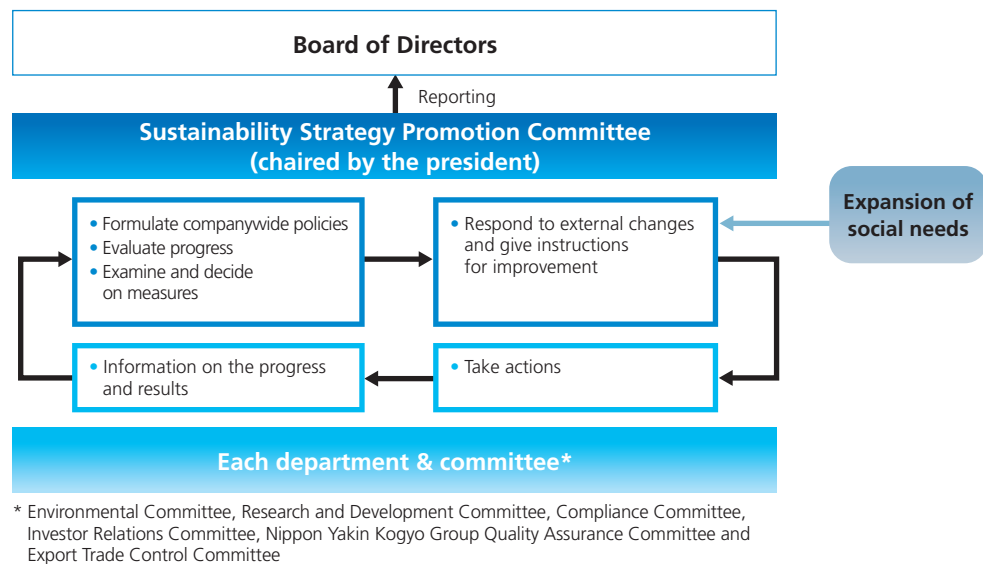 Board of Directors
Reporting
Sustainability Strategy Promotion Committee
(chaired by the president)
• Formulate companywide policies
• Evaluate progress
• Examine and decide
on measures
• Respond to external changes
and give instructions
for improvement
Expansion of
social needs
• Information on the progress
and results
• Take actions
Each department & committee*
* Environmental Committee, Research and Development Committee, Compliance Committee,
Investor Relations Committee, Nippon Yakin Kogyo Group Quality Assurance Committee and
Export Trade Control Committee